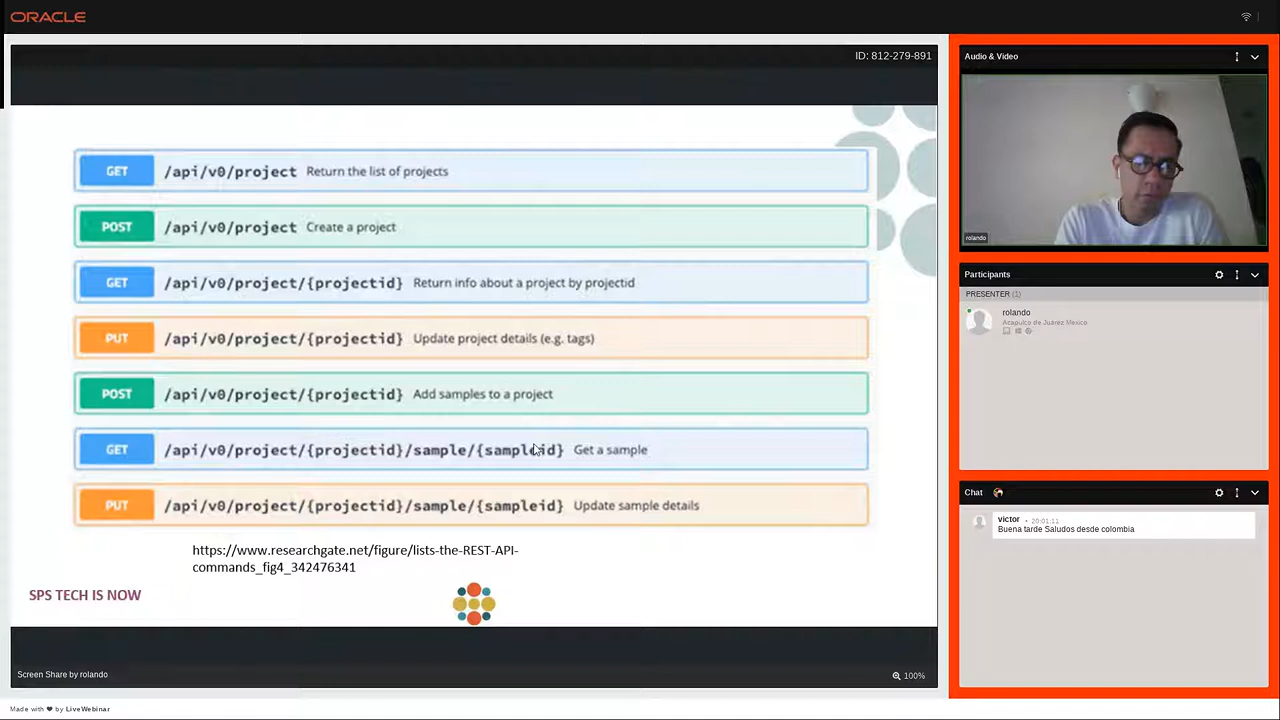 ORACLE
ID: 812-279-891
GET /api/v0/project Return the list of projects
POST /api/v0/project Create a project
GET /api/v0/project/{projectid} Return info about a project by projectid
PUT /api/v0/project/{projectid} Update project details (e.g. tags)
POST /api/v0/project/{projectid} Add samples to a project
GET /api/v0/project/{projectid}/sample/{sampleid} Get a sample
PUT /api/v0/project/{projectid}/sample/{sampleid} Update sample details
https://www.researchgate.net/figure/lists-the-REST-API-
commands_fig4_342476341
SPS TECH IS NOW
Screen Share by rolando
100%
Made with ❤ by LiveWebinar
Audio & Video
rolando
Participants
PRESENTER (1)
rolando
Acapulco de Juarez Mexico
Chat
victor • 20:01:11
Buena tarde Saludos desde colombia